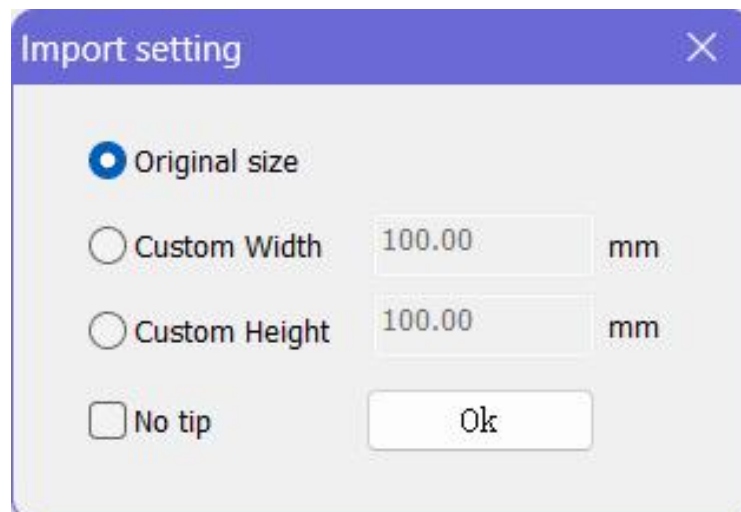 Import setting
Original size
Custom Width 100.00 mm
Custom Height 100.00 mm
No tip Ok